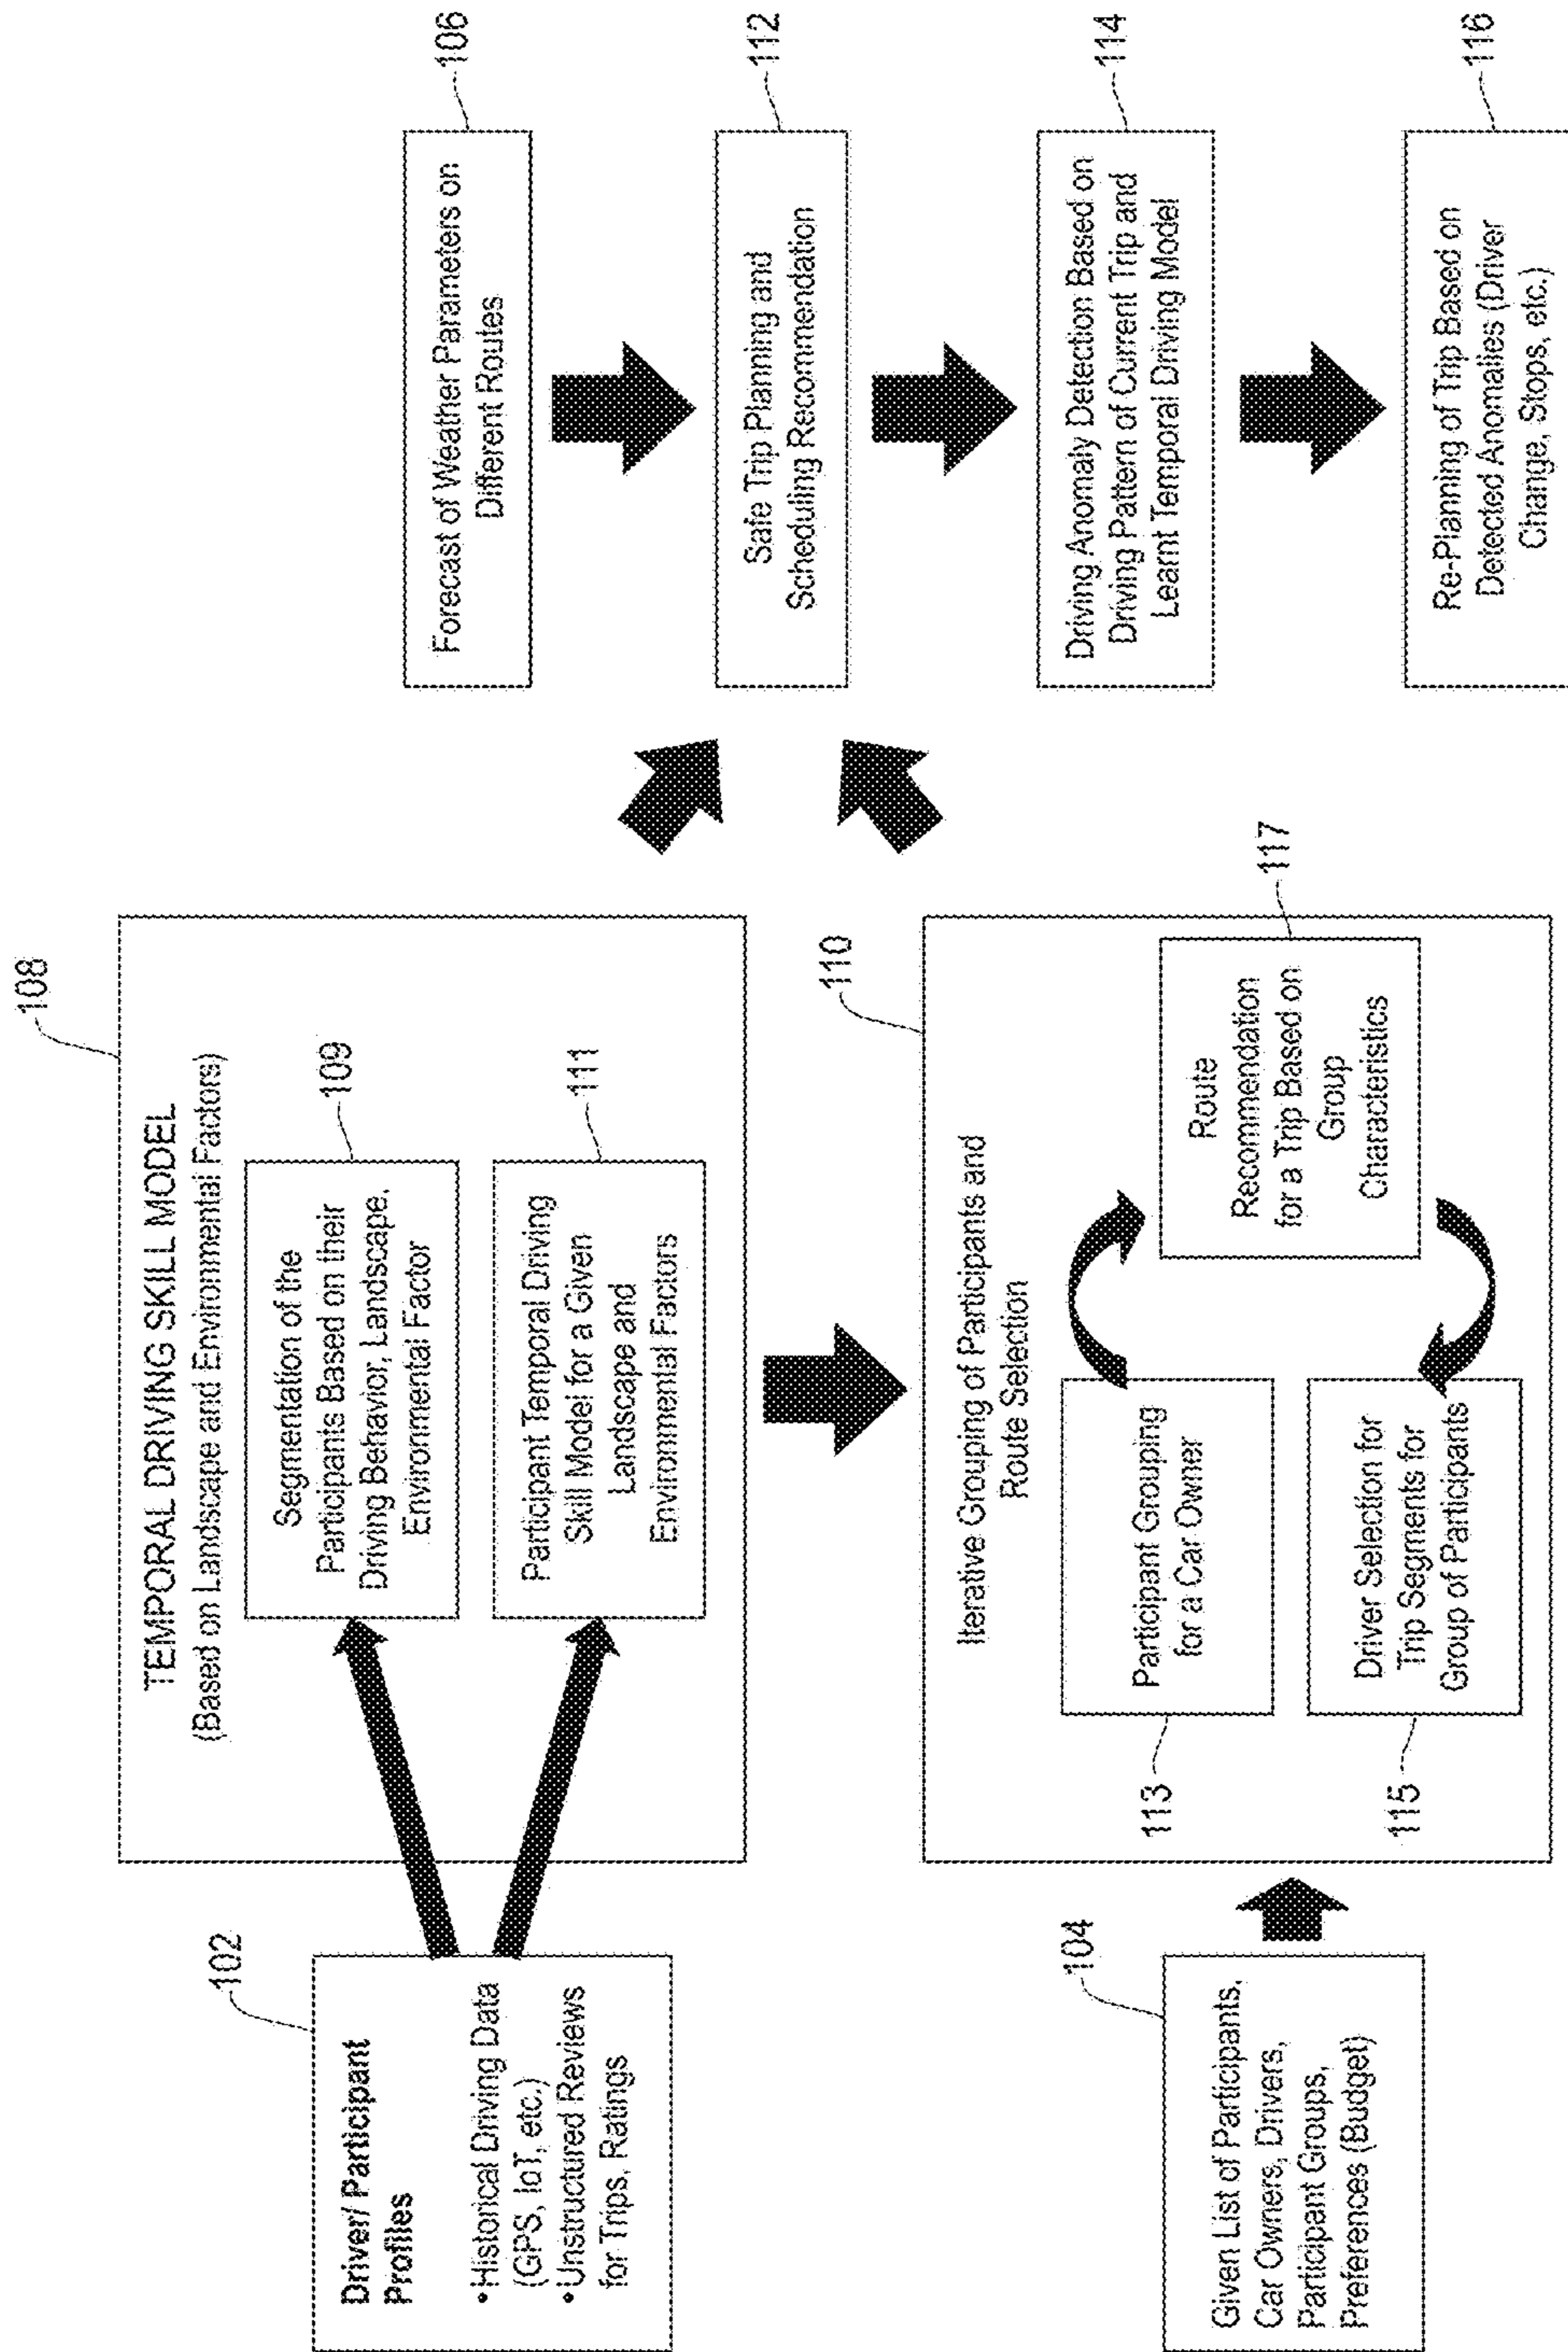 102
Driver/ Participant
Profiles
•Historical Driving Data
(GPS, IoT, etc.)
•Unstructured Reviews
for Trips, Ratings
104
Given List of Participants,
Car Owners, Drivers,
Participant Groups,
Preferences (Budget)
108
TEMPORAL DRIVING SKILL MODEL
(Based on Landscape and Environmental Factors)
109
Segmentation of the
Participants Based on their
Driving Behavior, Landscape,
Environmental Factor
111
Participant Temporal Driving
Skill Model for a Given
Landscape and
Environmental Factors
110
Iterative Grouping of Participants and
Route Selection
113
Participant Grouping
for a Car Owner
115
Driver Selection for
Trip Segments for
Group of Participants
117
Route
Recommendation
for a Trip Based on
Group
Characteristics
106
Forecast of Weather Parameters on
Different Routes
112
Safe Trip Planning and
Scheduling Recommendation
114
Driving Anomaly Detection Based on
Driving Pattern of Current Trip and
Learnt Temporal Driving Model
116
Re-Planning of Trip Based on
Detected Anomalies (Driver
Change, Stops, etc.)